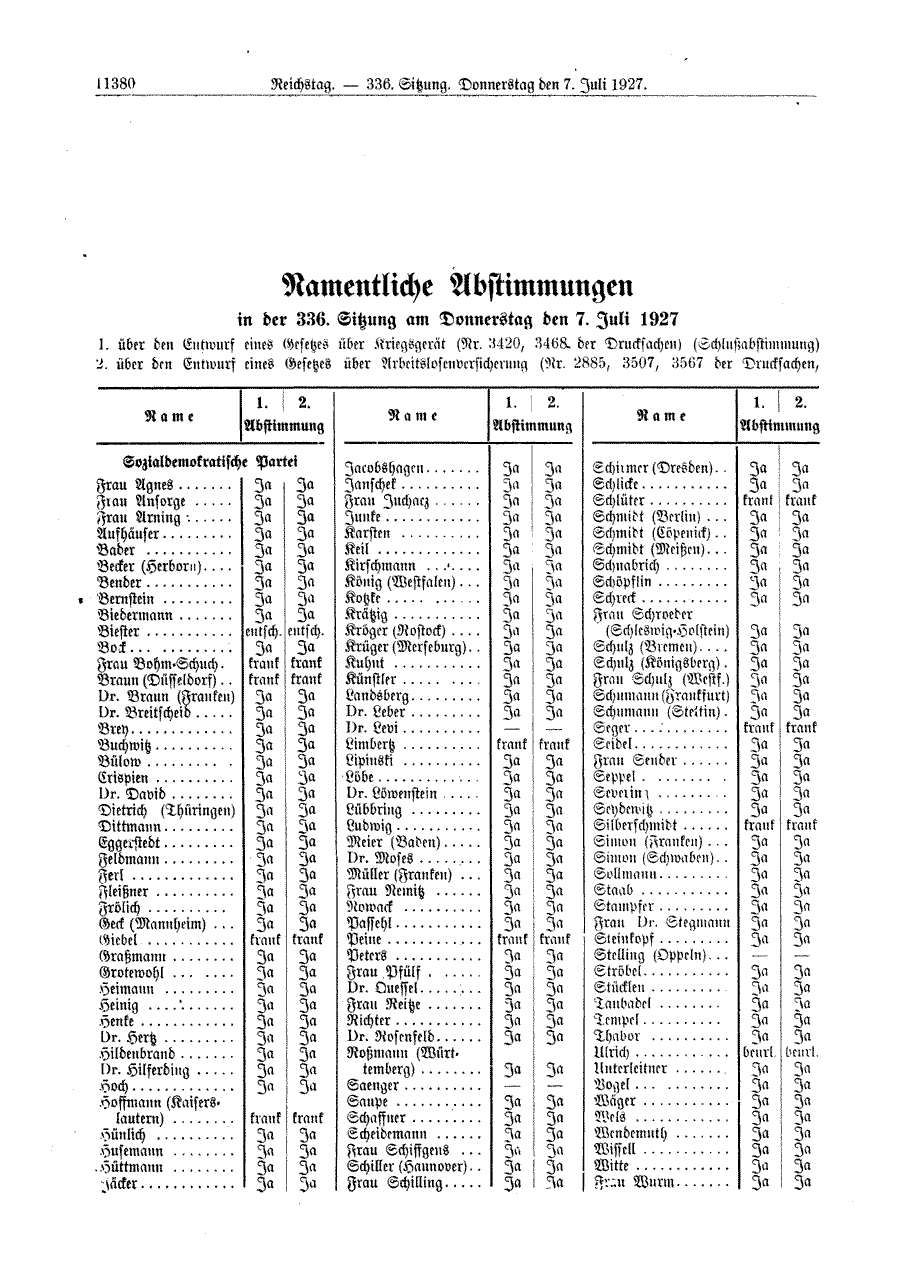 11380 Reichstag. — 336. Sitzung. Donnerstag den 7. Juli 1927.
Namentliche Abstimmungen
in der 336. Sitzung am Donnerstag den 7. Juli 1927
1. über den Entwurf eines Gesetzes über Kriegsgerät (Nr. 3420, 3468 der Drucksachen) (Schlußabstimmung)
2. über den Entwurf eines Gesetzes über Arbeitslosenversicherung (Nr. 2885, 3507, 3567 der Drucksachen,
Name 1. 2.
Abstimmung
Sozialdemokratische Partei
Frau Agnes ....... Ja Ja
Frau Ansorge ..... Ja Ja
Frau Arning ...... Ja Ja
Aufhäuser ......... Ja Ja
Bader .......... Ja Ja
Becker (Herborn).... Ja Ja
Bender ........... Ja Ja
Bernstein ......... Ja Ja
Biedermann ....... Ja Ja
Biester ........... entsch. entsch.
Bock ... ......... Ja Ja
Frau Bohm-Schuch . krank krank
Braun (Düsseldorf) .. krank krank
Dr. Braun (Franken) Ja Ja
Dr. Breitscheid ..... Ja Ja
Brey ............. Ja Ja
Buchwitz .......... Ja Ja
Bülow ........ . Ja Ja
Crispien .......... Ja Ja
Dr. David ........ Ja Ja
Dietrich (Thüringen) Ja Ja
Dittmann ......... Ja Ja
Eggerstedt ......... Ja Ja
Feldmann ......... Ja Ja
Ferl ............. Ja Ja
Fleißner .......... Ja Ja
Frölich .......... Ja Ja
Geck (Mannheim) ... Ja Ja
Giebel ........... krank krank
Graßmann ........ Ja Ja
Grotewohl ... .... Ja Ja
Heimann ......... Ja Ja
Heinig .......... Ja Ja
Henke ............ Ja Ja
Dr. Hertz ......... Ja Ja
Hildenbrand ....... Ja Ja
Dr. Hilferding ..... Ja Ja
Hoch ............. Ja Ja
Hoffmann (Kaisers-
lautern) ........ krank krank
Hünlich .......... Ja Ja
Husemann ........ Ja Ja
Hüttmann ........ Ja Ja
Jäcker ............ Ja Ja
Name 1. 2.
Abstimmung
Jacobshagen ....... Ja Ja
Janschek .......... Ja Ja
Frau Juchacz ...... Ja Ja
Junke ............ Ja Ja
Karsten .......... Ja Ja
Keil ............. Ja Ja
Kirschmann ...... Ja Ja
König (Westfalen) ... Ja Ja
Kotzke ..... ..... Ja Ja
Krätzig ........... Ja Ja
Kröger (Rostock) .... Ja Ja
Krüger (Merseburg) .. Ja Ja
Kuhnt ........... Ja Ja
Künstler ..... ..... Ja Ja
Landsberg ......... Ja Ja
Dr. Leber ......... Ja Ja
Dr. Levi .......... — —
Limbertz .......... krank krank
Lipinski .......... Ja Ja
Löbe ............. Ja Ja
Dr. Löwenstein ..... Ja Ja
Lübbring ......... Ja Ja
Ludwig ........... Ja Ja
Meier (Baden) ..... Ja Ja
Dr. Moses ........ Ja Ja
Müller (Franken) ... Ja Ja
Frau Nemitz ...... Ja Ja
Nowack .......... Ja Ja
Passehl ........... Ja Ja
Peine ............ krank krank
Peters ........... Ja Ja
Frau Pfülf . ..... Ja Ja
Dr. Quessel ........ Ja Ja
Frau Reitze ....... Ja Ja
Richter ........... Ja Ja
Dr. Rosenfeld ...... Ja Ja
Roßmann (Würt-
temberg) ........ Ja Ja
Saenger .......... — —
Saupe ........... Ja Ja
Schaffner ......... Ja Ja
Scheidemann ...... Ja Ja
Frau Schiffgens ... Ja Ja
Schiller (Hannover) .. Ja Ja
Frau Schilling ..... Ja Ja
Name 1. 2.
Abstimmung
Schirmer (Dresden) .. Ja Ja
Schlicke ........... Ja Ja
Schlüter .......... krank krank
Schmidt (Berlin) ... Ja Ja
Schmidt (Cöpenick) .. Ja Ja
Schmidt (Meißen) ... Ja Ja
Schnabrich ........ Ja Ja
Schöpflin ......... Ja Ja
Schreck ........... Ja Ja
Frau Schroeder
(Schleswig-Holstein) Ja Ja
Schulz (Bremen) .... Ja Ja
Schulz (Königsberg) . Ja Ja
Frau Schulz (Westf.) Ja Ja
Schumann (Frankfurt) Ja Ja
Schumann (Stettin) . Ja Ja
Seger ............ krank krank
Seidel ............ Ja Ja
Frau Sender ...... Ja Ja
Seppel . ....... . Ja Ja
Severing ......... Ja Ja
Seydewitz ......... Ja Ja
Silberschmidt ...... krank krank
Simon (Franken) ... Ja Ja
Simon (Schwaben) .. Ja Ja
Sollmann ......... Ja Ja
Staab ........... Ja Ja
Stampfer ......... Ja Ja
Frau Dr. Stegmann Ja Ja
Steinkopf ......... Ja Ja
Stelling (Oppeln) ... — —
Ströbel ........... Ja Ja
Stücklen ......... Ja Ja
Taubadel ........ Ja Ja
Tempel .......... Ja Ja
Thabor .......... Ja Ja
Ulrich ........... beurl. beurl.
Unterleitner ...... Ja Ja
Vogel ... ....... Ja Ja
Wäger ........... Ja Ja
Wels ............ Ja Ja
Wendemuth ....... Ja Ja
Wissell ........... Ja Ja
Witte ............ Ja Ja
Frau Wurm ....... Ja Ja